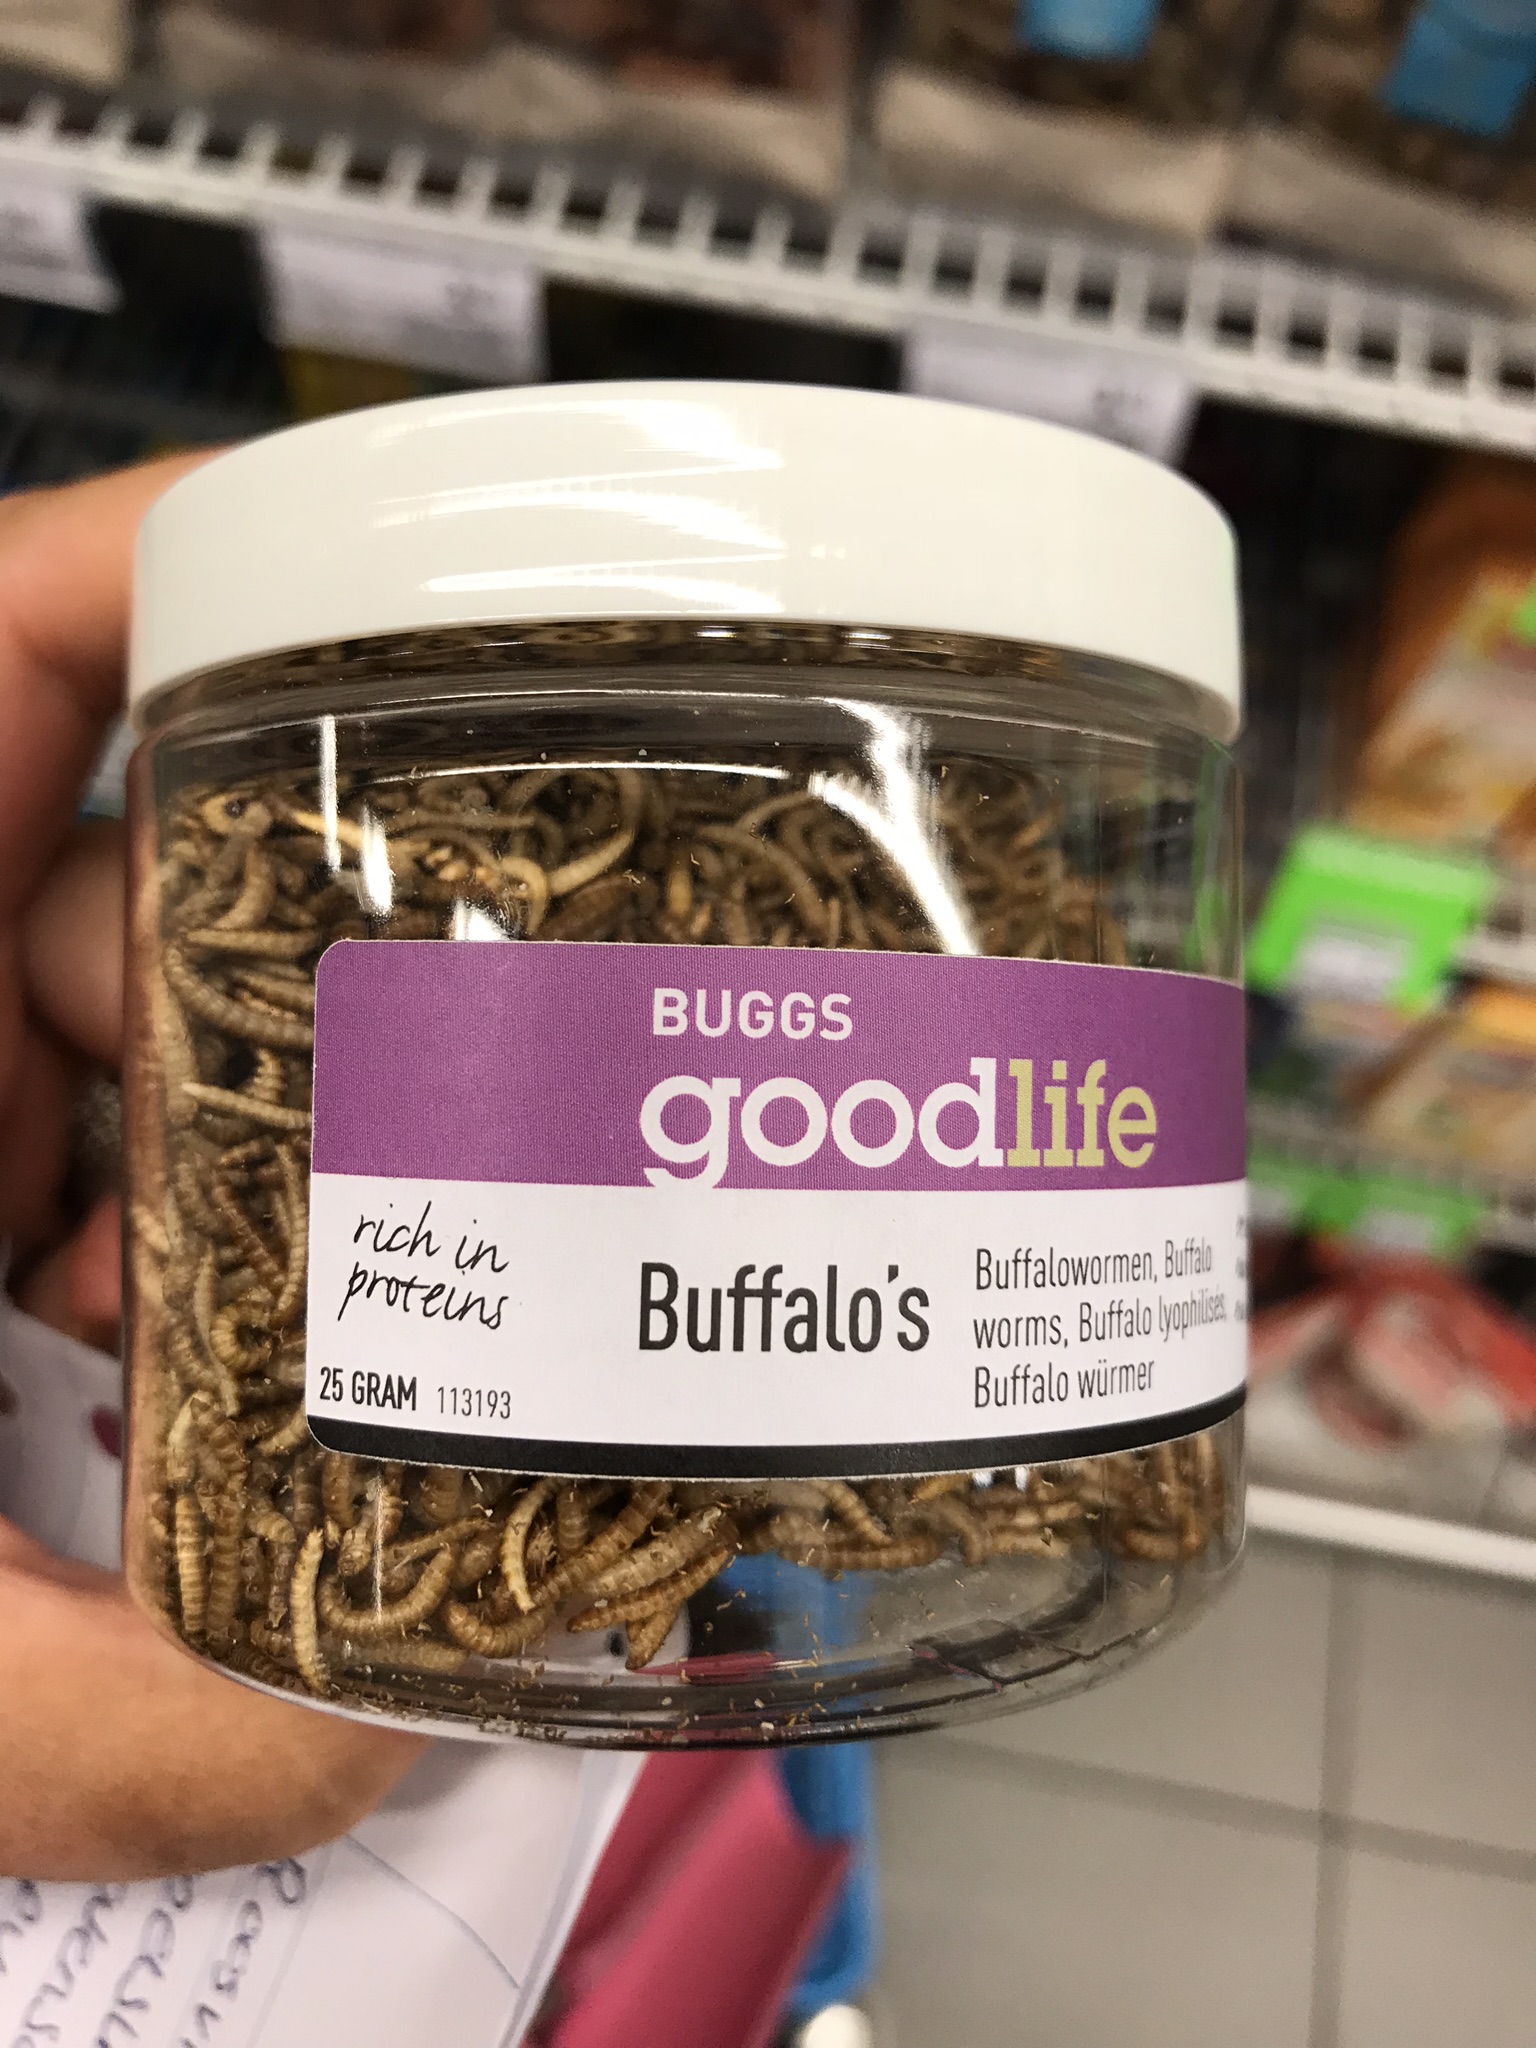 BUGGS
goodlife
rich in
proteins
Buffalo's
Buffalowormen, Buffalo
worms, Buffalo lyophilisés,
Buffalo würmer
25 GRAM 113193